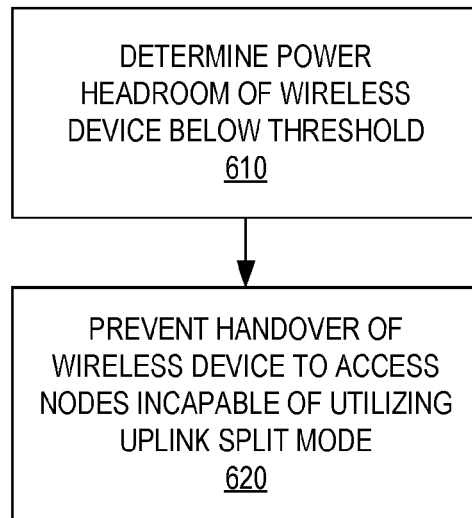 DETERMINE POWER
HEADROOM OF WIRELESS
DEVICE BELOW THRESHOLD
610
PREVENT HANDOVER OF
WIRELESS DEVICE TO ACCESS
NODES INCAPABLE OF UTILIZING
UPLINK SPLIT MODE
620